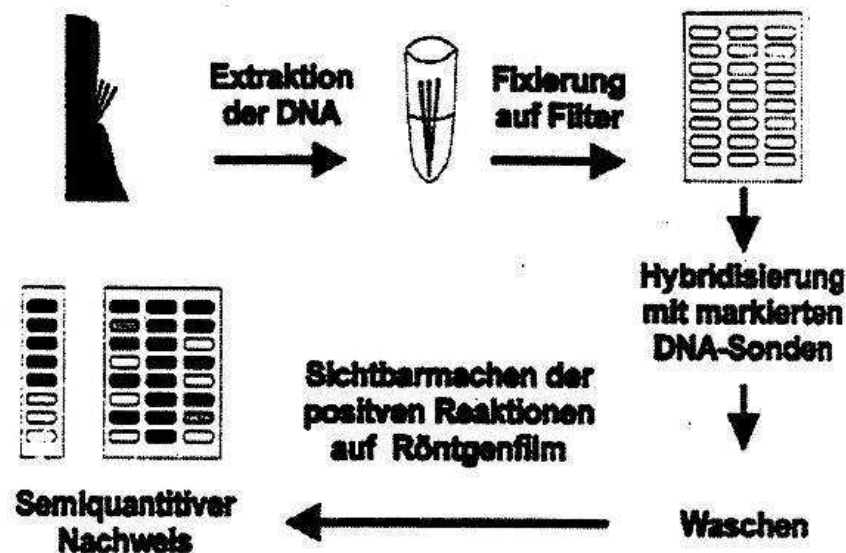 Extraktion
der DNA
Fixierung
auf Filter
Hybridisierung
mit markierten
DNA-Sonden
Waschen
Sichtbarmachen der
positven Reaktionen
auf Röntgenfilm
Semiquantitiver
Nachweis